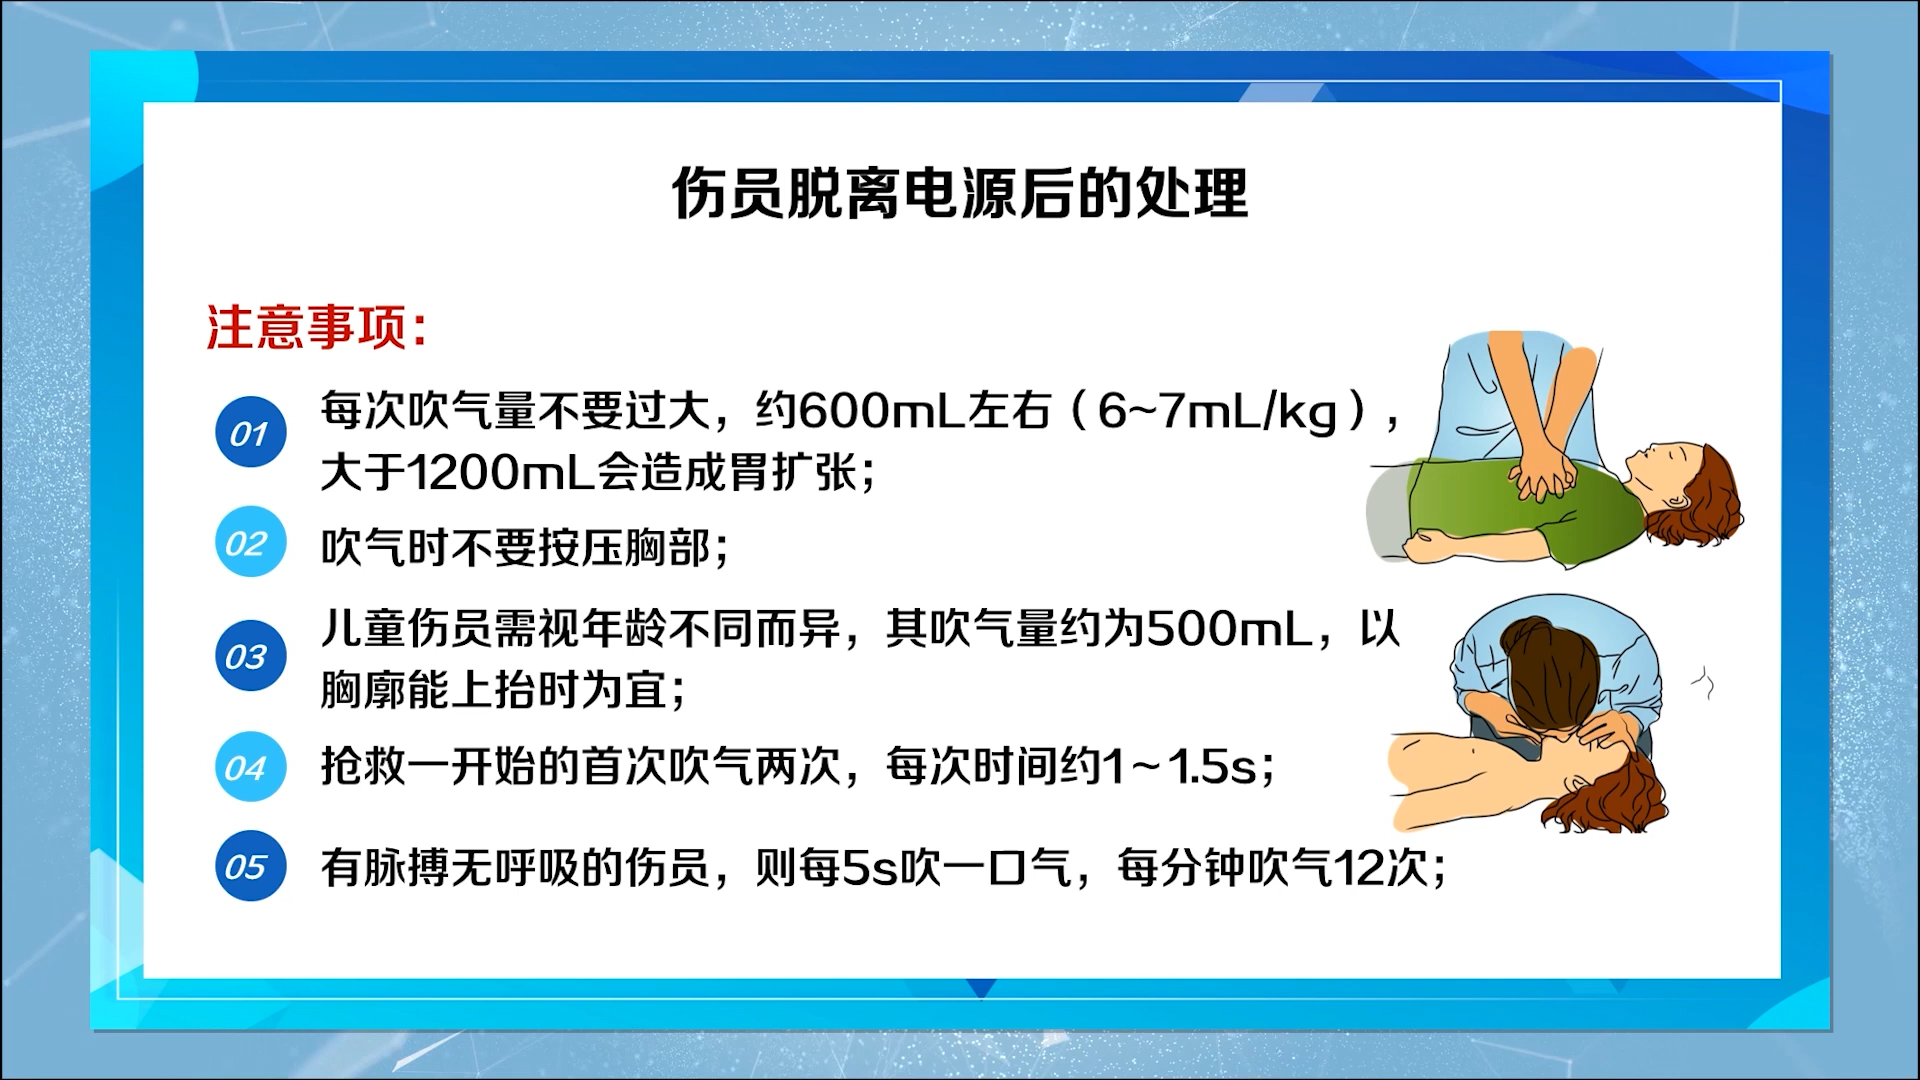 伤员脱离电源后的处理
注意事项：
01
每次吹气量不要过大，约600mL左右（6~7mL/kg），
大于1200mL会造成胃扩张；
02
吹气时不要按压胸部；
03
儿童伤员需视年龄不同而异，其吹气量约为500mL，以
胸廓能上抬时为宜；
04
抢救一开始的首次吹气两次，每次时间约1～1.5s；
05
有脉搏无呼吸的伤员，则每5s吹一口气，每分钟吹气12次；